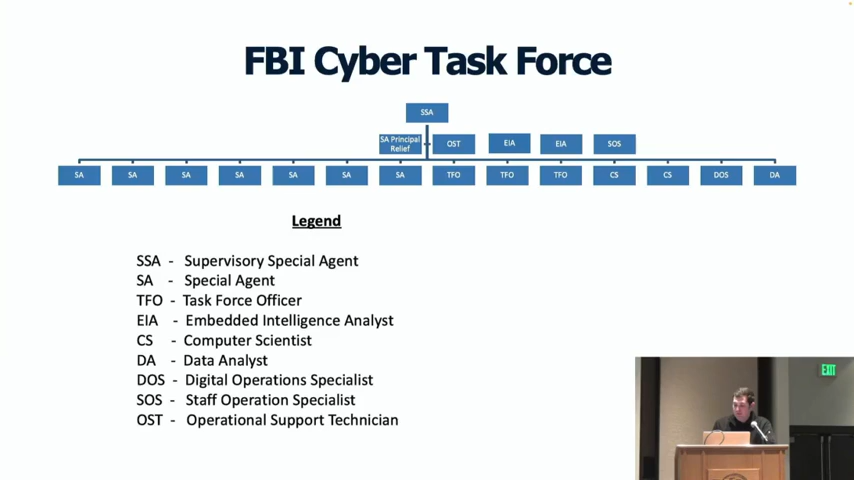 FBI Cyber Task Force
SSA
SA Principal
Relief
OST
EIA
EIA
SOS
SA
SA
SA
SA
SA
SA
SA
TFO
TFO
TFO
CS
CS
DOS
DA
Legend
SSA - Supervisory Special Agent
SA - Special Agent
TFO - Task Force Officer
EIA - Embedded Intelligence Analyst
CS - Computer Scientist
DA - Data Analyst
DOS - Digital Operations Specialist
SOS - Staff Operation Specialist
OST - Operational Support Technician
EXIT